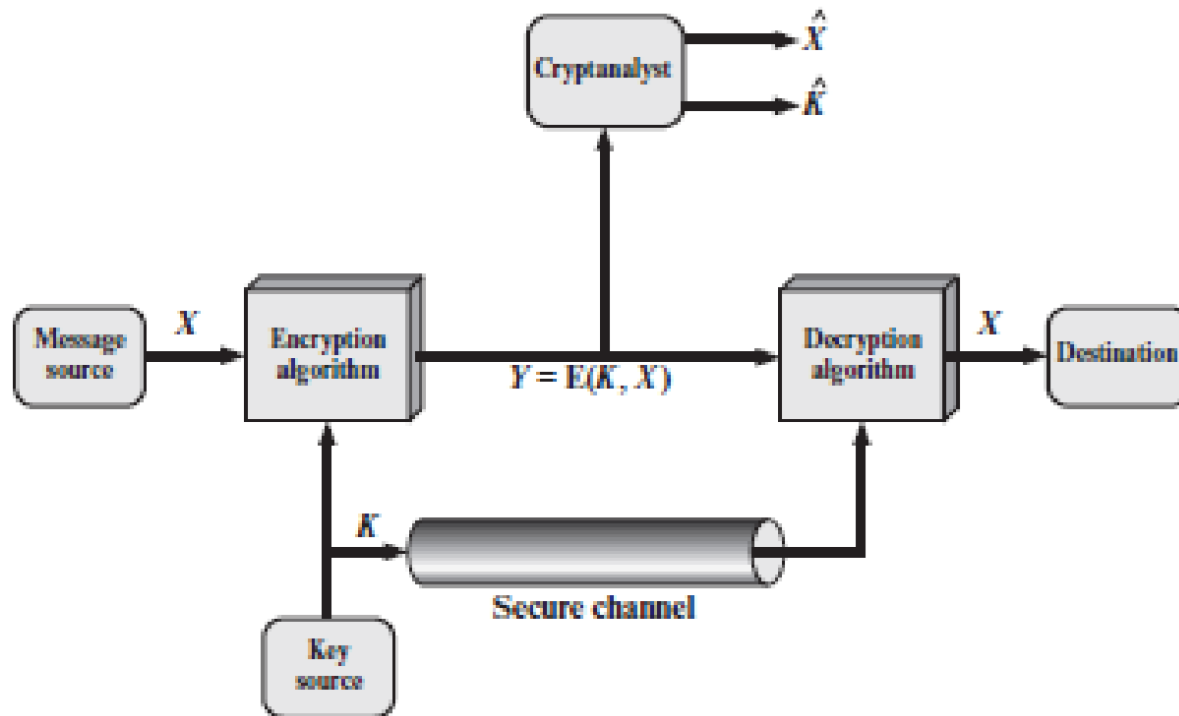 X̂
Cryptanalyst
K̂
Message
source
X
Encryption
algorithm
Y = E(K, X)
Decryption
algorithm
X
Destination
K
Secure channel
Key
source